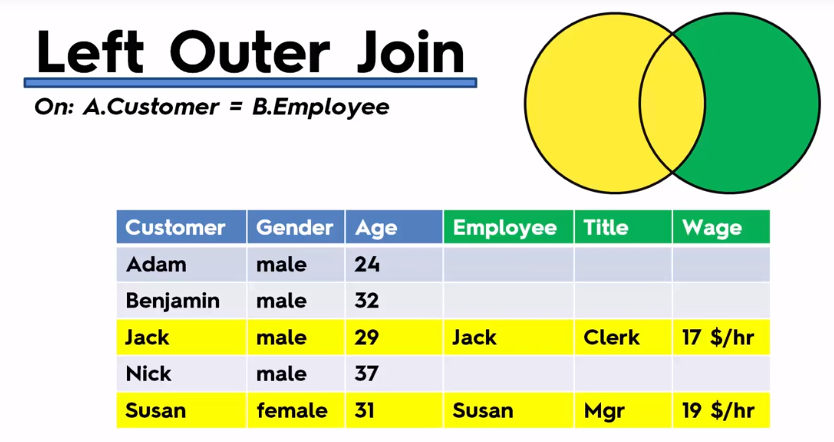 Left Outer Join
On: A.Customer = B.Employee
Customer Gender Age Employee Title Wage
Adam male 24
Benjamin male 32
Jack male 29 Jack Clerk 17 $/hr
Nick male 37
Susan female 31 Susan Mgr 19 $/hr